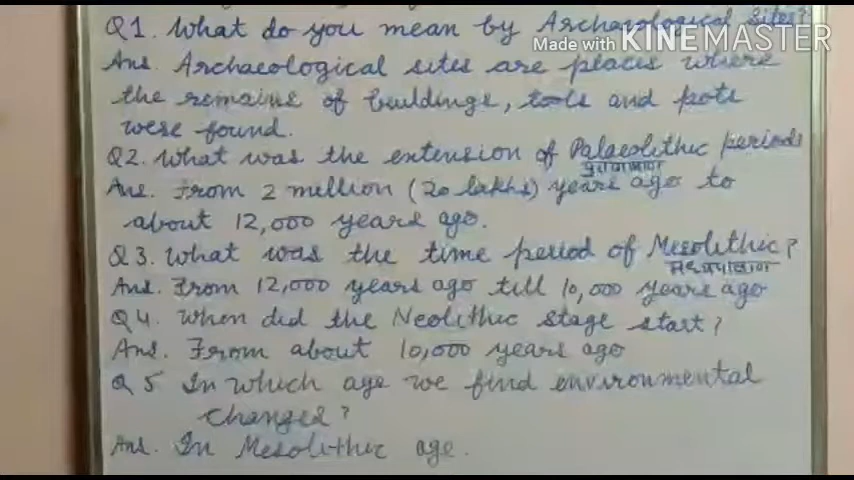 Q1. What do you mean by Archaeological Sites?
Made with KINEMASTER
Ans. Archaeological sites are places where
the remains of buildings, tools and pots
were found.
Q2. What was the extension of Palaeolithic periods
पुरापाषाण
Ans. From 2 million (20 lakhs) years ago to
about 12,000 years ago.
Q3. What was the time period of Mesolithic?
मध्यपाषाण
Ans. From 12,000 years ago till 10,000 years ago
Q4. When did the Neolithic stage start?
Ans. From about 10,000 years ago
Q5 In which age we find environmental
changes?
Ans. In Mesolithic age.